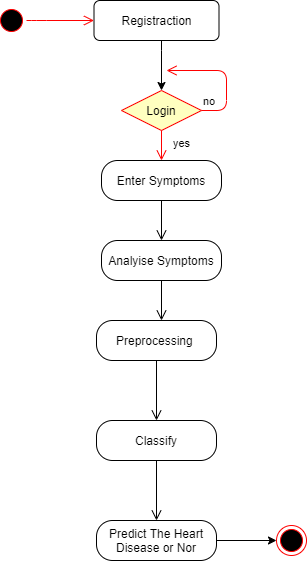 Registraction
Login
no
yes
Enter Symptoms
Analyise Symptoms
Preprocessing
Classify
Predict The Heart
Disease or Nor